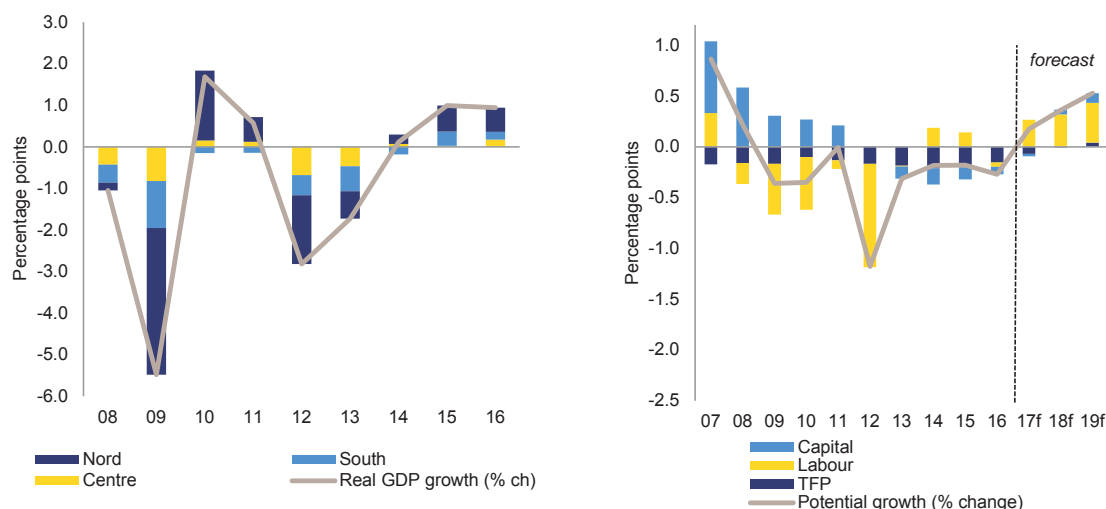 Percentage points
3.0
2.0
1.0
0.0
-1.0
-2.0
-3.0
-4.0
-5.0
-6.0
08 09 10 11 12 13 14 15 16
Nord South
Centre Real GDP growth (% ch)
Percentage points
1.0
0.5
0.0
-0.5
-1.0
-1.5
-2.0
-2.5
forecast
07 08 09 10 11 12 13 14 15 16 17f 18f 19f
Capital
Labour
TFP
Potential growth (% change)